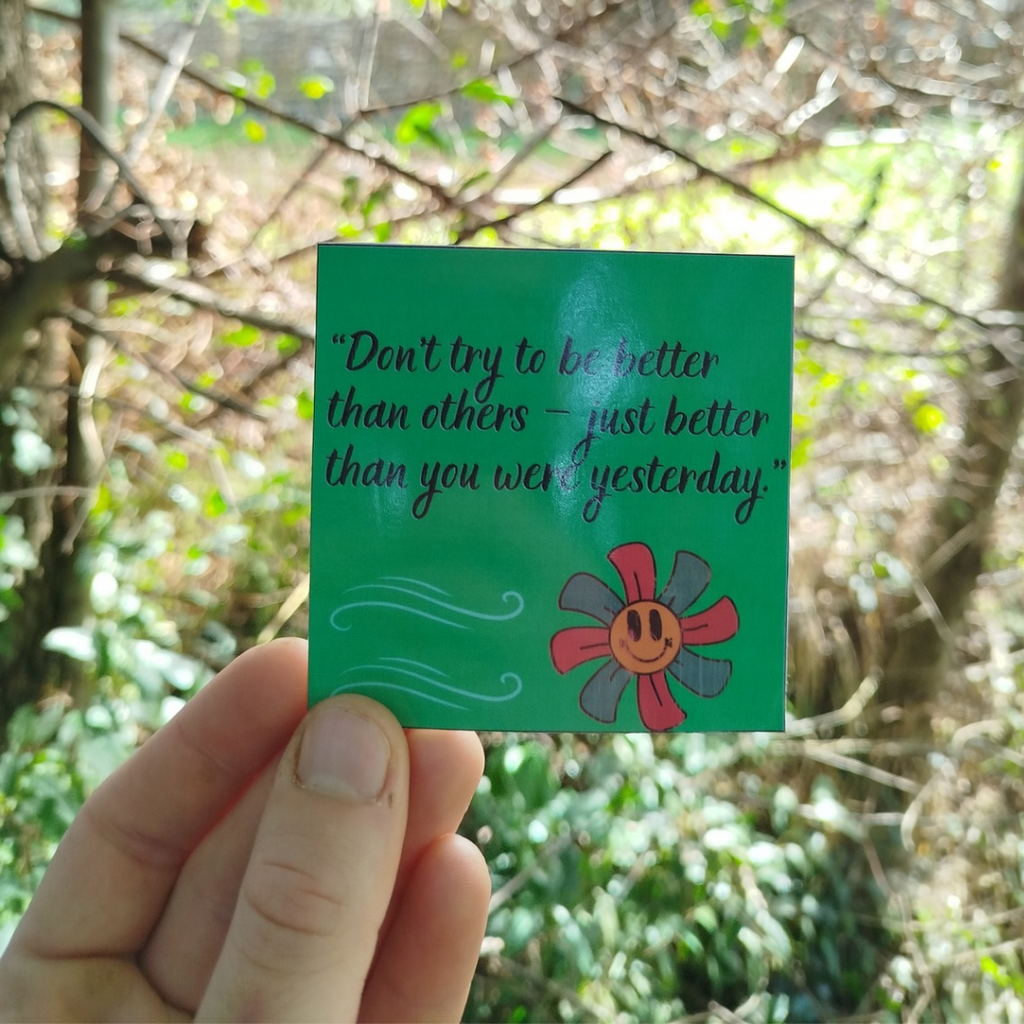 “Don't try to be better
than others – just better
than you were yesterday.”